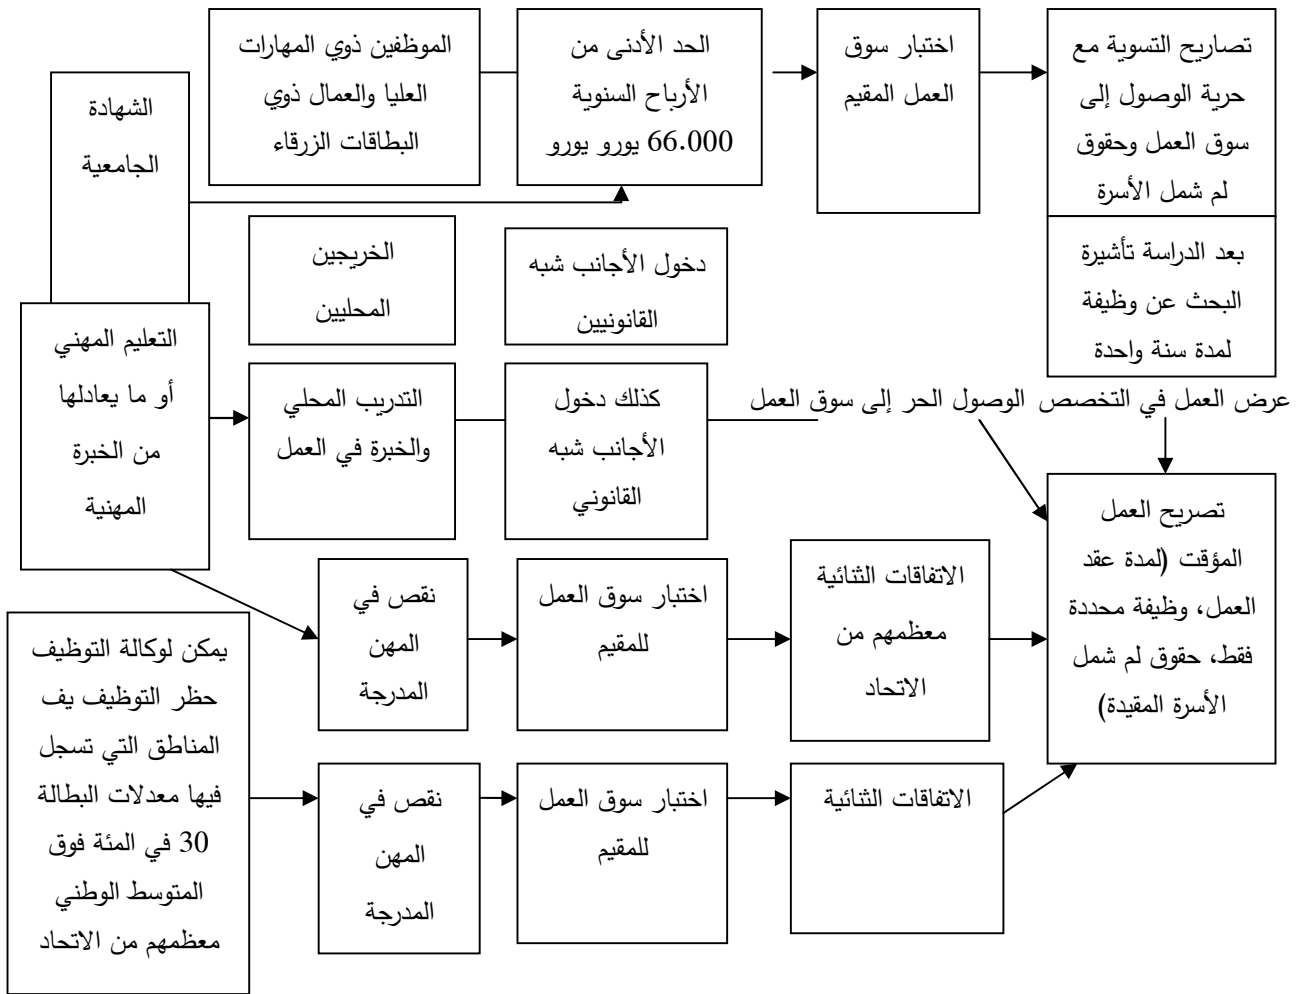 الموظفين ذوي المهارات
العليا والعمال ذوي
البطاقات الزرقاء
الحد الأدنى من
الأرباح السنوية
66.000 يورو يورو
اختبار سوق
العمل المقيم
تصاريح التسوية مع
حرية الوصول إلى
سوق العمل وحقوق
لم شمل الأسرة
الشهادة
الجامعية
الخريجين
المحليين
دخول الأجانب شبه
القانونيين
بعد الدراسة تأشيرة
البحث عن وظيفة
لمدة سنة واحدة
التعليم المهني
أو ما يعادلها
من الخبرة
المهنية
التدريب المحلي
والخبرة في العمل
كذلك دخول
الأجانب شبه
القانوني
عرض العمل في التخصص الوصول الحر إلى سوق العمل
تصريح العمل
المؤقت (لمدة عقد
العمل، وظيفة محددة
فقط، حقوق لم شمل
الأسرة المقيدة)
نقص في
المهن
المدرجة
اختبار سوق العمل
للمقيم
الاتفاقات الثنائية
معظمهم من
الاتحاد
يمكن لوكالة التوظيف
حظر التوظيف يف
المناطق التي تسجل
فيها معدلات البطالة
30 في المئة فوق
المتوسط الوطني
معظمهم من الاتحاد
نقص في
المهن
المدرجة
اختبار سوق العمل
للمقيم
الاتفاقات الثنائية